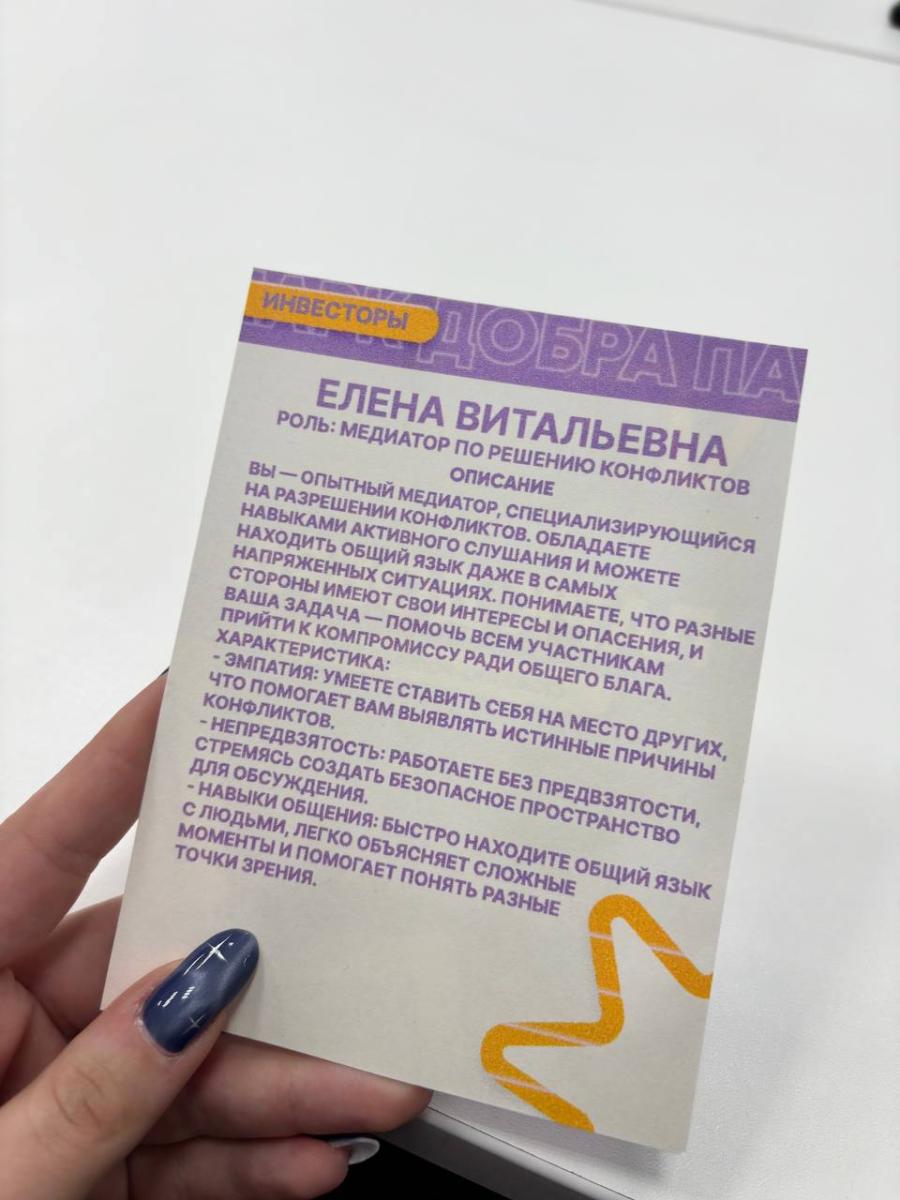 ПАРК ДОБРА ПА
ИНВЕСТОРЫ
ЕЛЕНА ВИТАЛЬЕВНА
РОЛЬ: МЕДИАТОР ПО РЕШЕНИЮ КОНФЛИКТОВ
ОПИСАНИЕ
ВЫ — ОПЫТНЫЙ МЕДИАТОР, СПЕЦИАЛИЗИРУЮЩИЙСЯ
НА РАЗРЕШЕНИИ КОНФЛИКТОВ. ОБЛАДАЕТЕ
НАВЫКАМИ АКТИВНОГО СЛУШАНИЯ И МОЖЕТЕ
НАХОДИТЬ ОБЩИЙ ЯЗЫК ДАЖЕ В САМЫХ
НАПРЯЖЕННЫХ СИТУАЦИЯХ. ПОНИМАЕТЕ, ЧТО РАЗНЫЕ
СТОРОНЫ ИМЕЮТ СВОИ ИНТЕРЕСЫ И ОПАСЕНИЯ, И
ВАША ЗАДАЧА — ПОМОЧЬ ВСЕМ УЧАСТНИКАМ
ПРИЙТИ К КОМПРОМИССУ РАДИ ОБЩЕГО БЛАГА.
ХАРАКТЕРИСТИКА:
- ЭМПАТИЯ: УМЕЕТЕ СТАВИТЬ СЕБЯ НА МЕСТО ДРУГИХ,
ЧТО ПОМОГАЕТ ВАМ ВЫЯВЛЯТЬ ИСТИННЫЕ ПРИЧИНЫ
КОНФЛИКТОВ.
- НЕПРЕДВЗЯТОСТЬ: РАБОТАЕТЕ БЕЗ ПРЕДВЗЯТОСТИ,
СТРЕМЯСЬ СОЗДАТЬ БЕЗОПАСНОЕ ПРОСТРАНСТВО
ДЛЯ ОБСУЖДЕНИЯ.
- НАВЫКИ ОБЩЕНИЯ: БЫСТРО НАХОДИТЕ ОБЩИЙ ЯЗЫК
С ЛЮДЬМИ, ЛЕГКО ОБЪЯСНЯЕТ СЛОЖНЫЕ
МОМЕНТЫ И ПОМОГАЕТ ПОНЯТЬ РАЗНЫЕ
ТОЧКИ ЗРЕНИЯ.